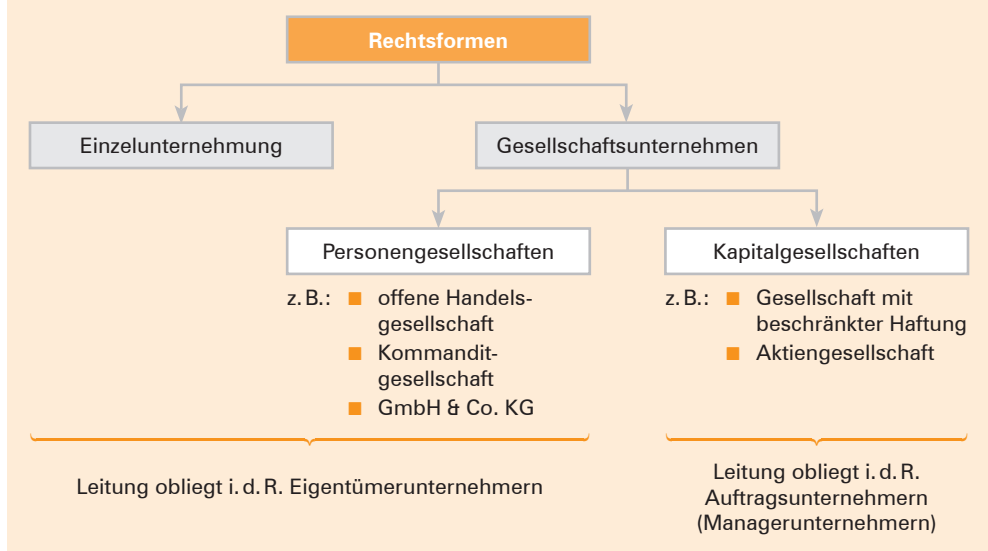 Rechtsformen
Einzelunternehmung
Gesellschaftsunternehmen
Personengesellschaften
Kapitalgesellschaften
z. B.: ■ offene Handels-
gesellschaft
■ Kommandit-
gesellschaft
■ GmbH & Co. KG
z. B.: ■ Gesellschaft mit
beschränkter Haftung
■ Aktiengesellschaft
Leitung obliegt i. d. R. Eigentümerunternehmern
Leitung obliegt i. d. R.
Auftragsunternehmern
(Managerunternehmern)